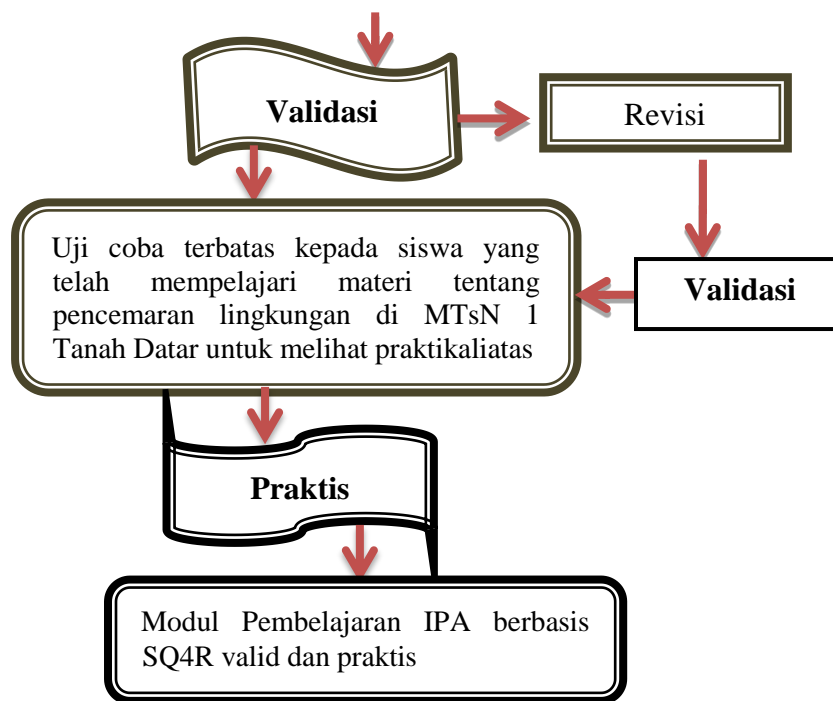 Validasi
Revisi
Uji coba terbatas kepada siswa yang
telah mempelajari materi tentang
pencemaran lingkungan di MTsN 1
Tanah Datar untuk melihat praktikaliatas
Validasi
Praktis
Modul Pembelajaran IPA berbasis
SQ4R valid dan praktis